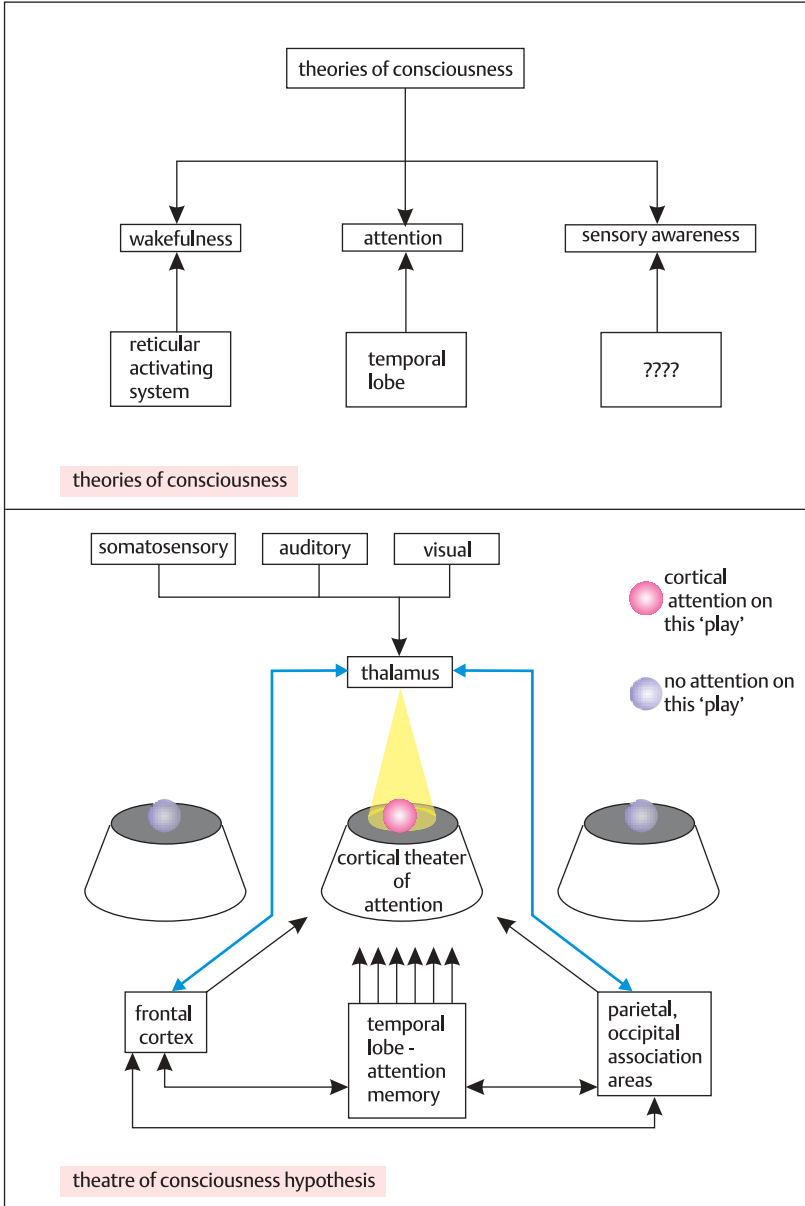 theories of consciousness
wakefulness
attention
sensory awareness
reticular
activating
system
temporal
lobe
????
theories of consciousness
somatosensory
auditory
visual
cortical
attention on
this ‘play’
thalamus
no attention on
this ‘play’
cortical theater
of
attention
frontal
cortex
temporal
lobe -
attention
memory
parietal,
occipital
association
areas
theatre of consciousness hypothesis